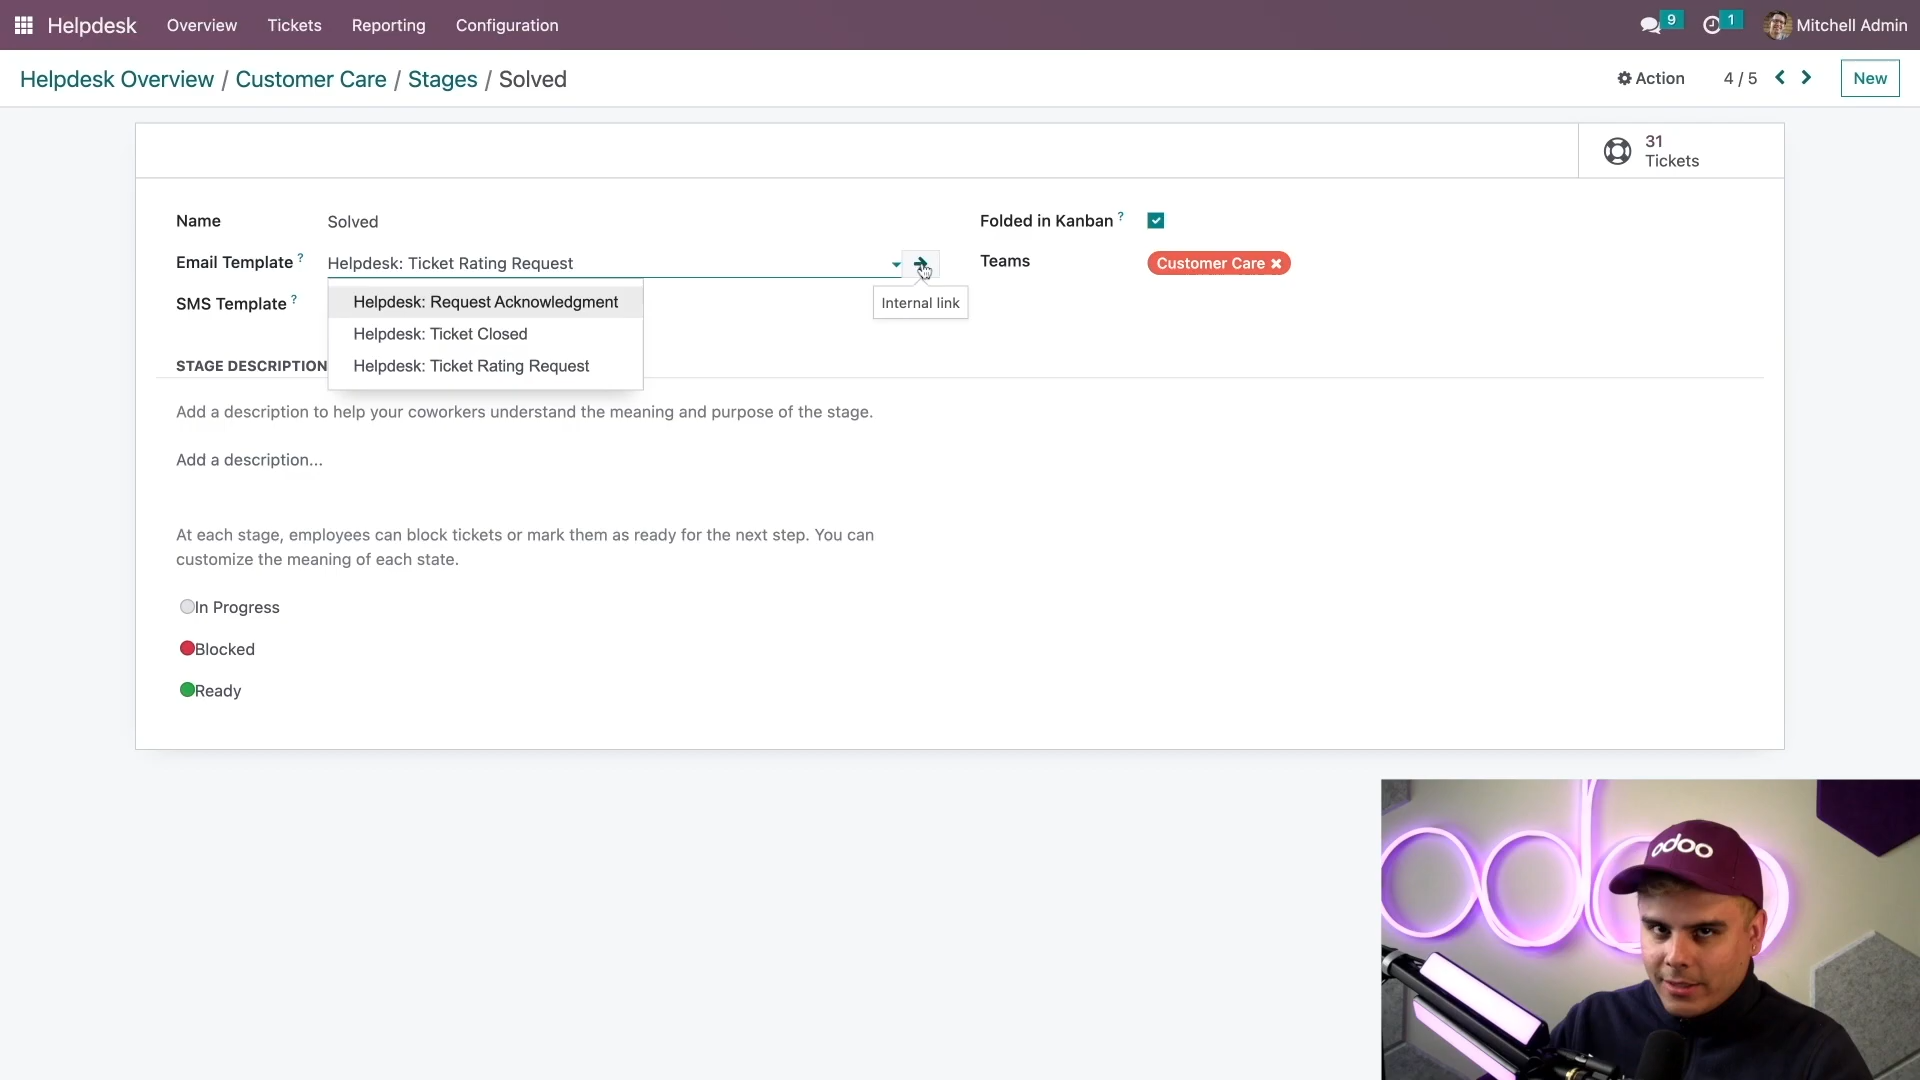 Helpdesk Overview Tickets Reporting Configuration 9 1 Mitchell Admin
Helpdesk Overview / Customer Care / Stages / Solved Action 4 / 5 New
31
Tickets
Name Solved Folded in Kanban ?
Email Template ? Helpdesk: Ticket Rating Request Teams Customer Care
SMS Template ? Helpdesk: Request Acknowledgment Internal link
Helpdesk: Ticket Closed
STAGE DESCRIPTION Helpdesk: Ticket Rating Request
Add a description to help your coworkers understand the meaning and purpose of the stage.
Add a description...
At each stage, employees can block tickets or mark them as ready for the next step. You can
customize the meaning of each state.
In Progress
Blocked
Ready
odoo
odoo